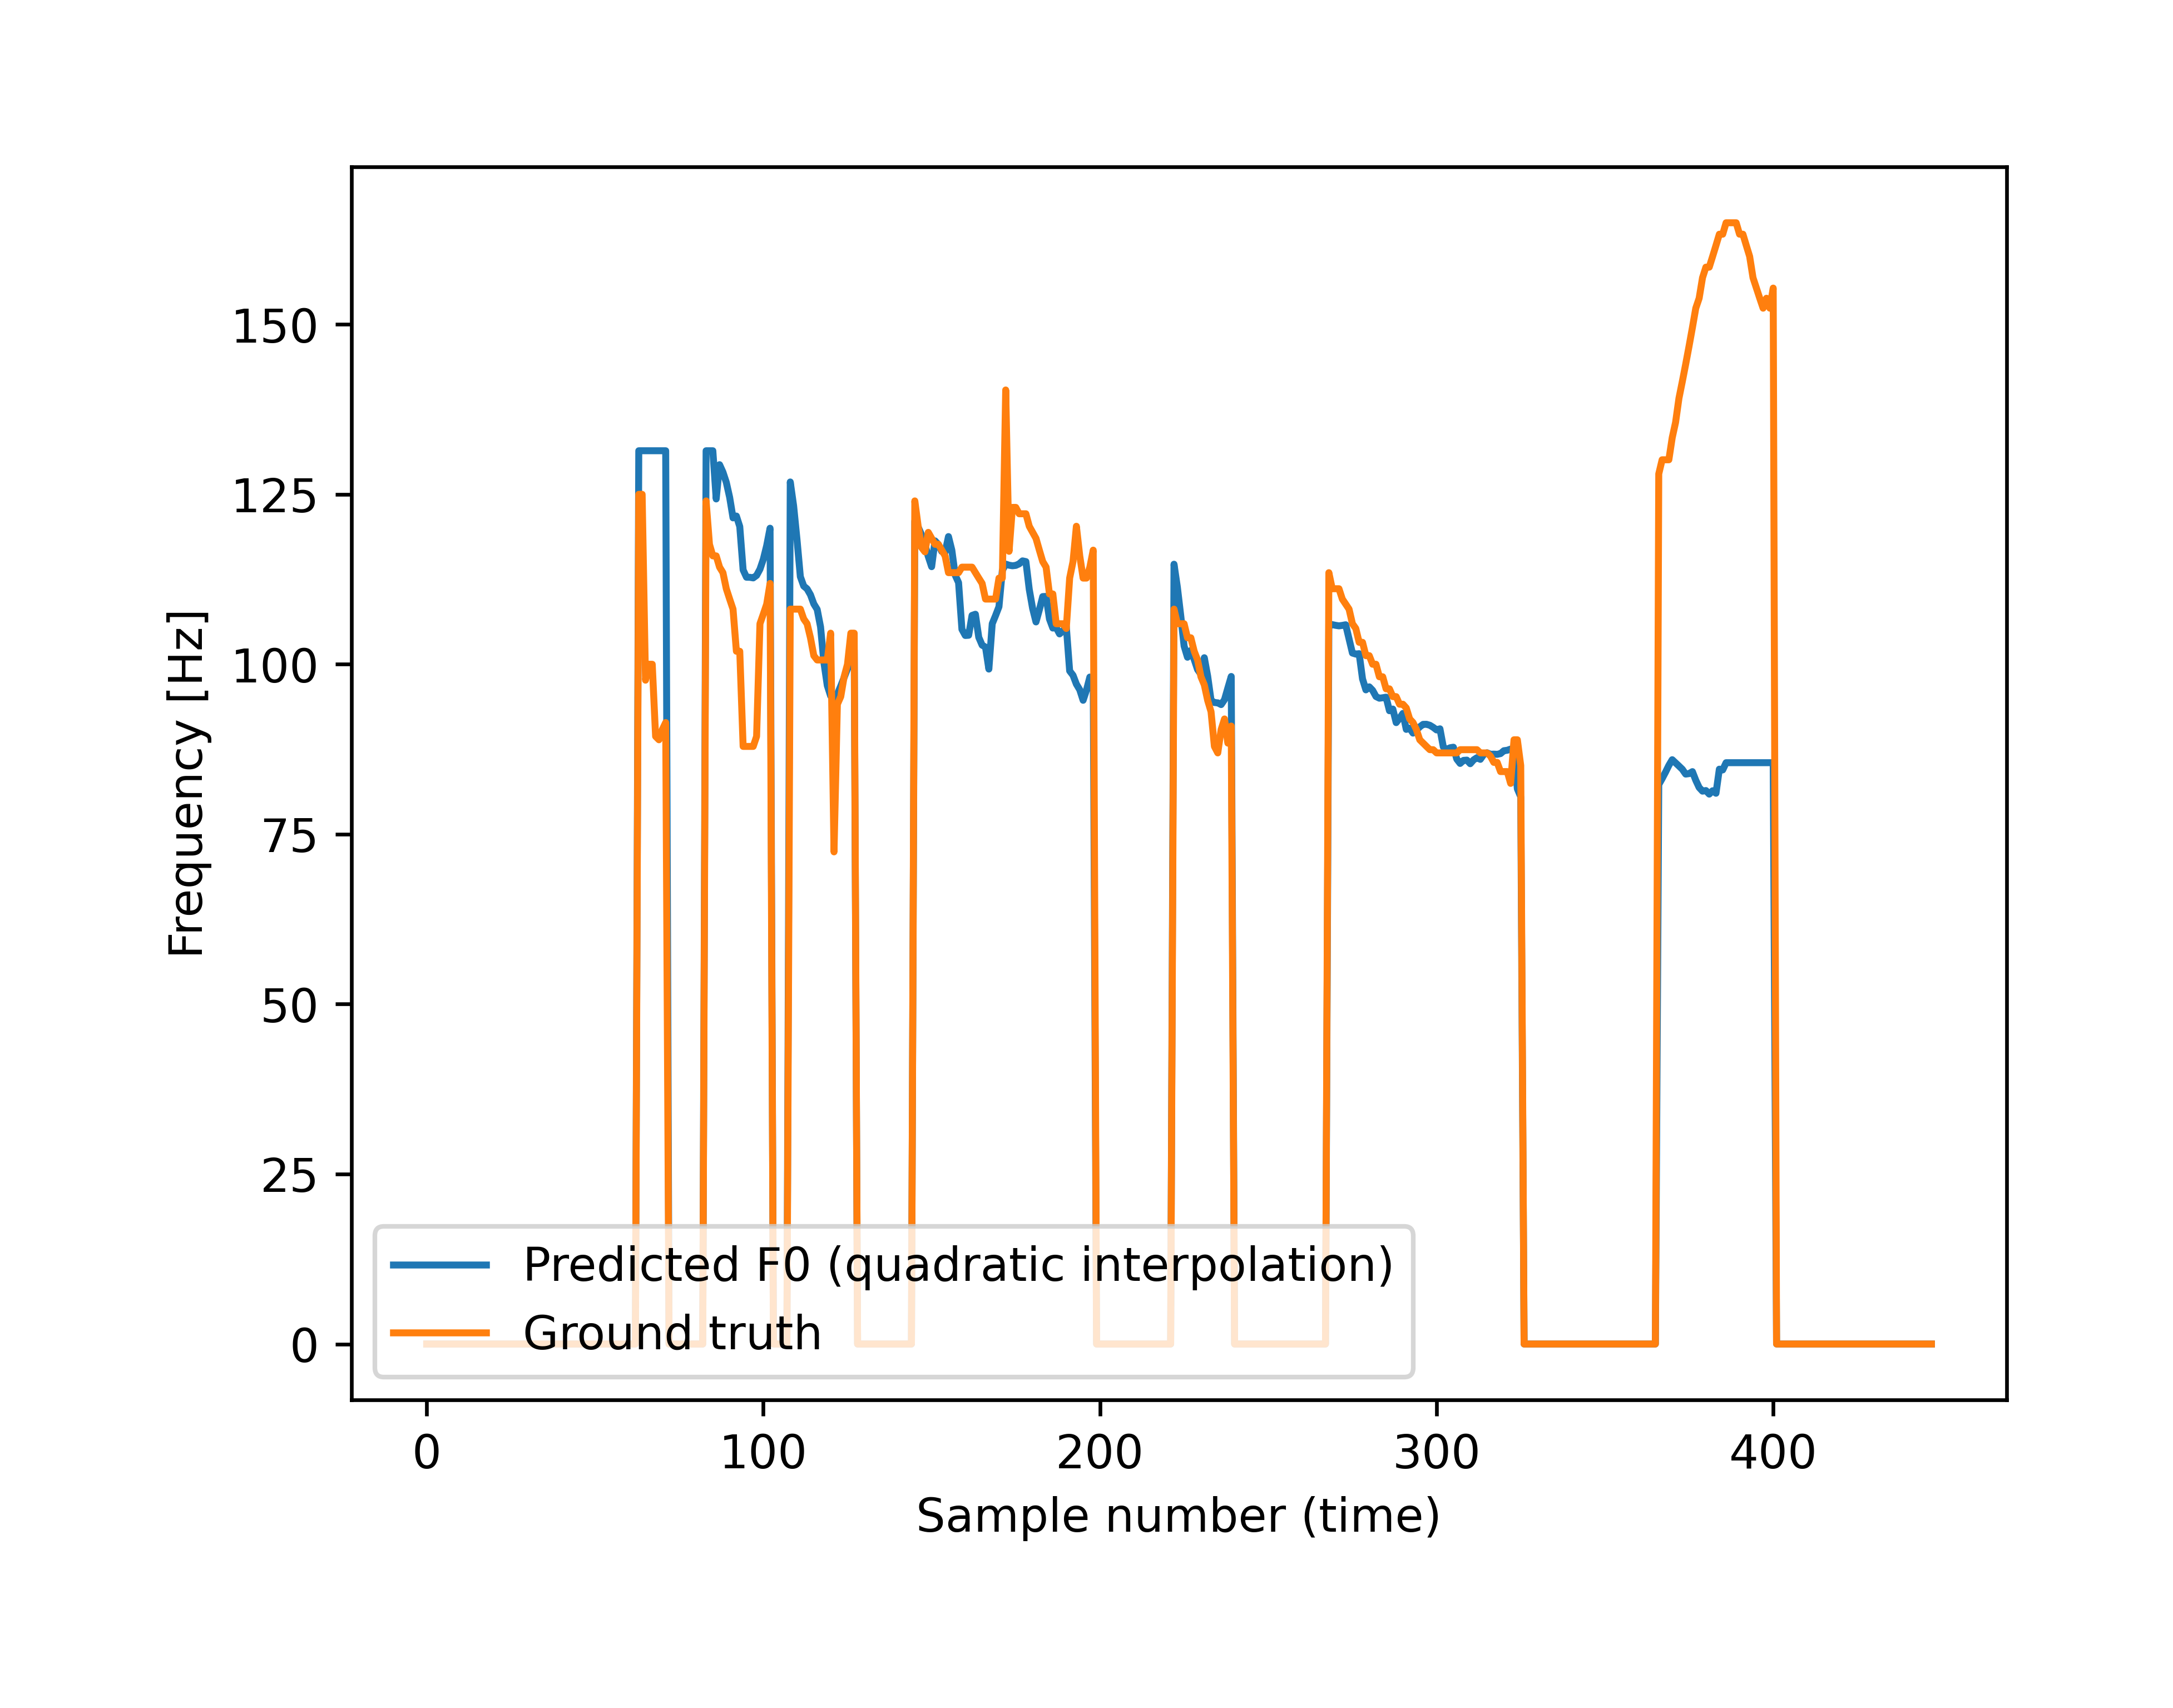 150
125
100
75
50
25
0
Frequency [Hz]
Predicted F0 (quadratic interpolation)
Ground truth
0 100 200 300 400
Sample number (time)